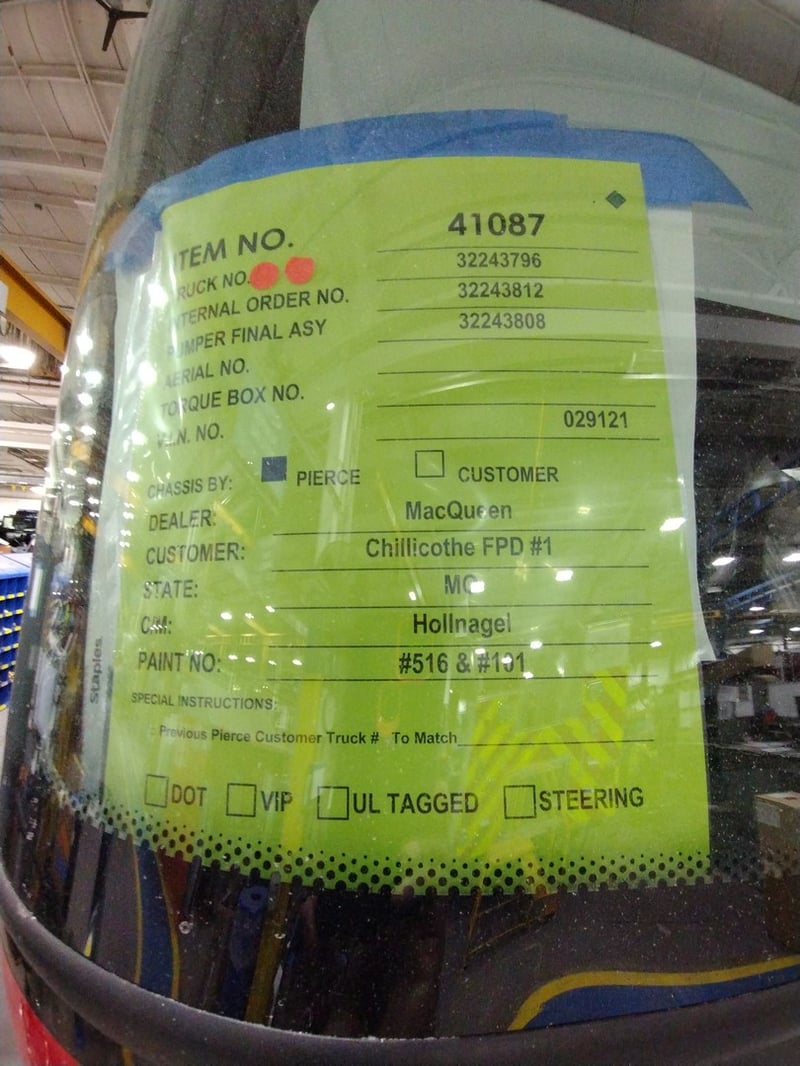 ITEM NO. 41087
TRUCK NO. 32243796
INTERNAL ORDER NO. 32243812
PUMPER FINAL ASY 32243808
AERIAL NO.
TORQUE BOX NO.
V.I.N. NO. 029121
CHASSIS BY: PIERCE CUSTOMER
DEALER: MacQueen
CUSTOMER: Chillicothe FPD #1
STATE: MO
C/M: Hollnagel
PAINT NO: #516 & #101
SPECIAL INSTRUCTIONS:
Previous Pierce Customer Truck # To Match
DOT VIP UL TAGGED STEERING
Staples